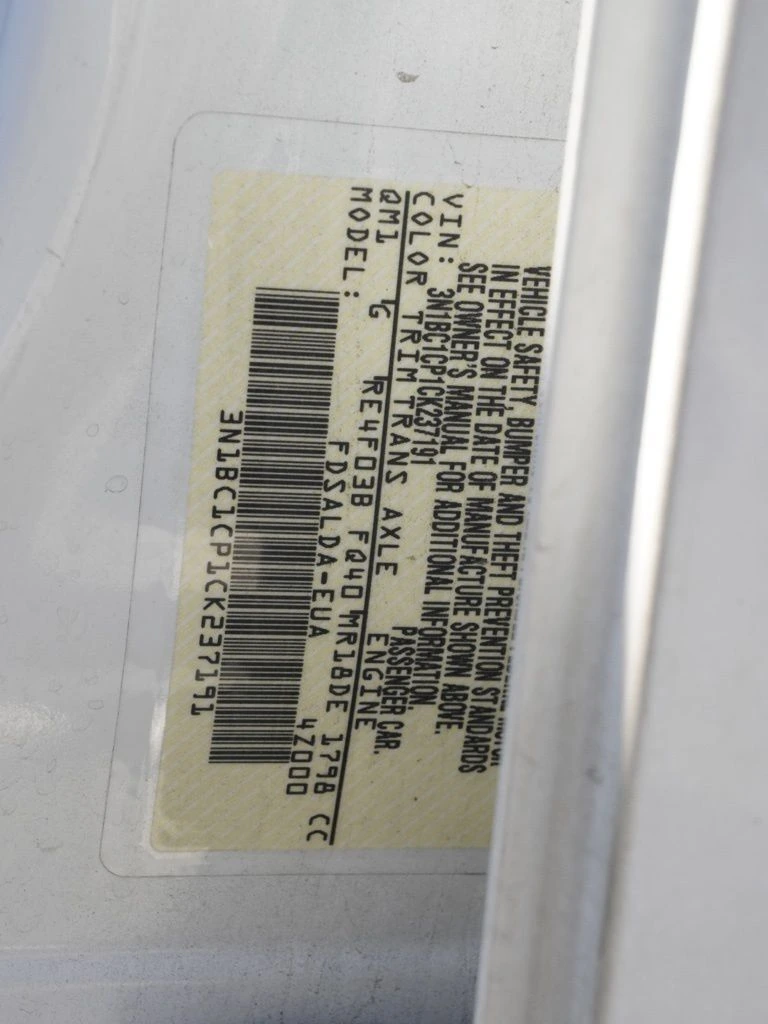 VEHICLE SAFETY, BUMPER AND THEFT PREVENTION STANDARDS
IN EFFECT ON THE DATE OF MANUFACTURE SHOWN ABOVE.
SEE OWNER'S MANUAL FOR ADDITIONAL INFORMATION.
VIN: 3N1BC1CP1CK237191 PASSENGER CAR.
COLOR TRIM TRANS AXLE ENGINE
QM1 G RE4F03B FQ40 MR18DE 1798 CC
MODEL: FDSALDA-EUA 4Z000
3N1BC1CP1CK237191